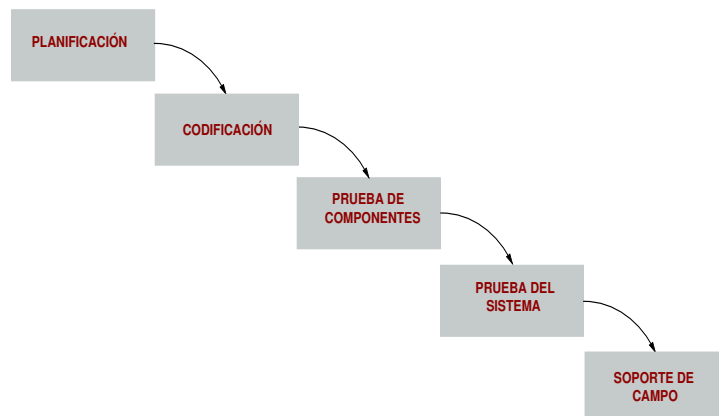 PLANIFICACIÓN
CODIFICACIÓN
PRUEBA DE
COMPONENTES
PRUEBA DEL
SISTEMA
SOPORTE DE
CAMPO